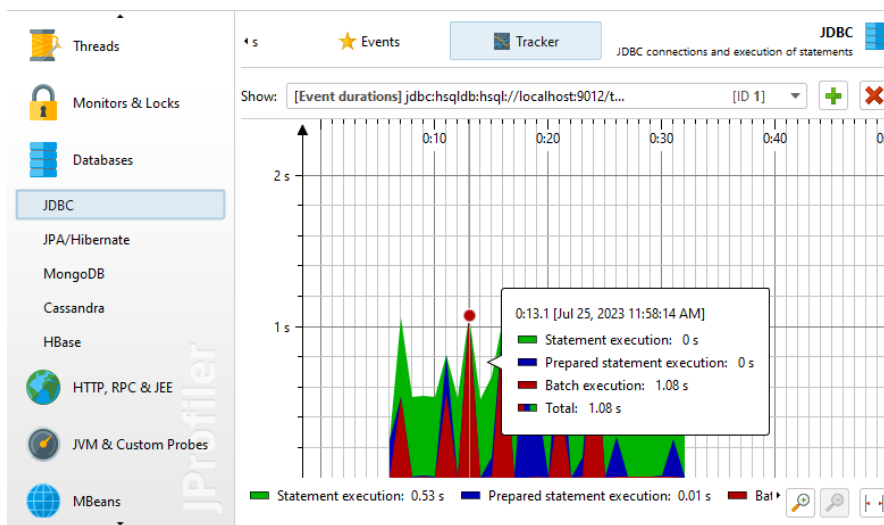 Threads
Monitors & Locks
Databases
JDBC
JPA/Hibernate
MongoDB
Cassandra
HBase
HTTP, RPC & JEE
JVM & Custom Probes
MBeans
JProfiler
s
Events
Tracker
JDBC
JDBC connections and execution of statements
Show: [Event durations] jdbc:hsqldb:hsql://localhost:9012/t... [ID 1]
0:10 0:20 0:30 0:40
2 s
1 s
0:13.1 [Jul 25, 2023 11:58:14 AM]
Statement execution: 0 s
Prepared statement execution: 0 s
Batch execution: 1.08 s
Total: 1.08 s
Statement execution: 0.53 s Prepared statement execution: 0.01 s